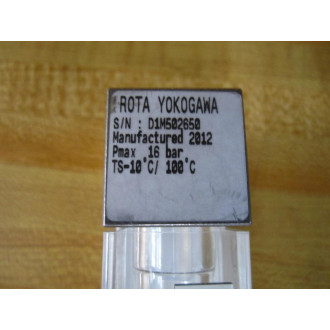 ROTA YOKOGAWA
S/N : D1M502650
Manufactured 2012
Pmax 16 bar
TS-10°C/ 100°C